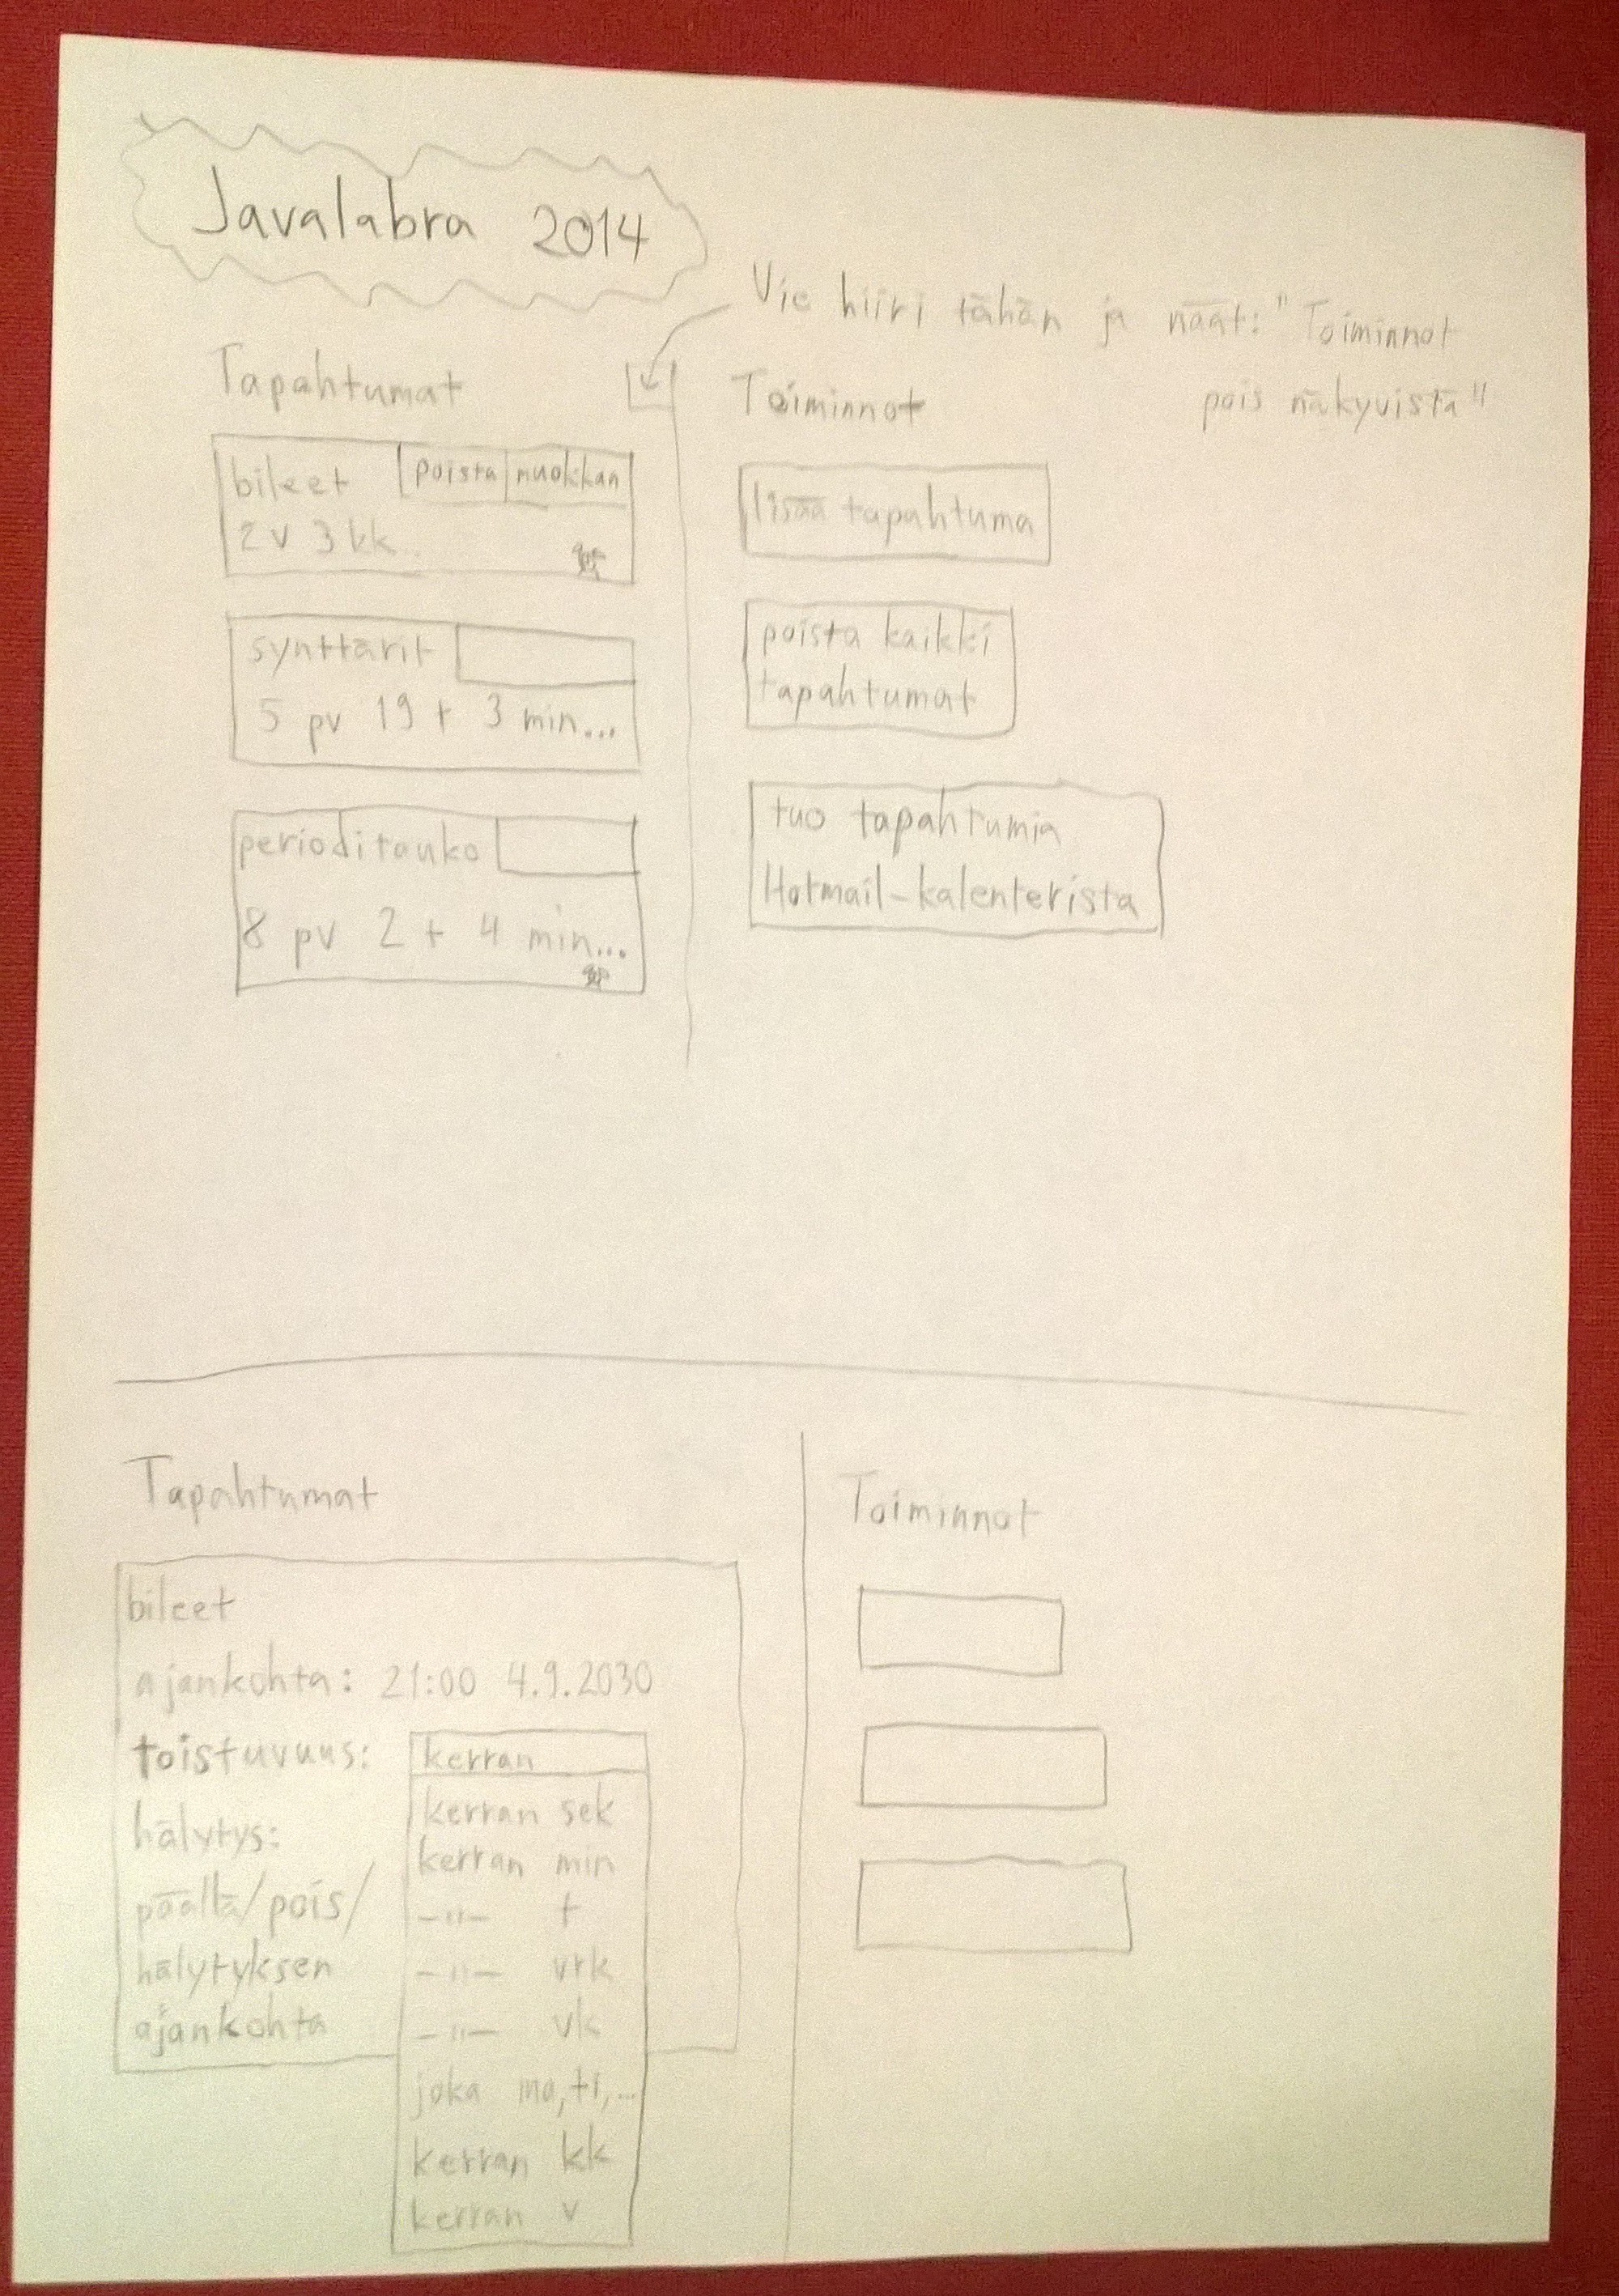 Javalabra 2014
Vie hiiri tähän ja näät: "Toiminnot
pois näkyvistä"
Tapahtumat
bileet poista muokkaa
2 v 3 kk
synttärit
5 pv 19 t 3 min...
perioditauko
8 pv 2 t 4 min...
Toiminnot
lisää tapahtuma
poista kaikki
tapahtumat
tuo tapahtumia
Hotmail-kalenterista
Tapahtumat
bileet
ajankohta: 21:00 4.9.2030
toistuvuus:
hälytys:
päällä/pois/
hälytyksen
ajankohta
kerran
kerran sek
kerran min
-"- t
-"- vrk
-"- vk
joka ma, ti,...
kerran kk
kerran v
Toiminnot